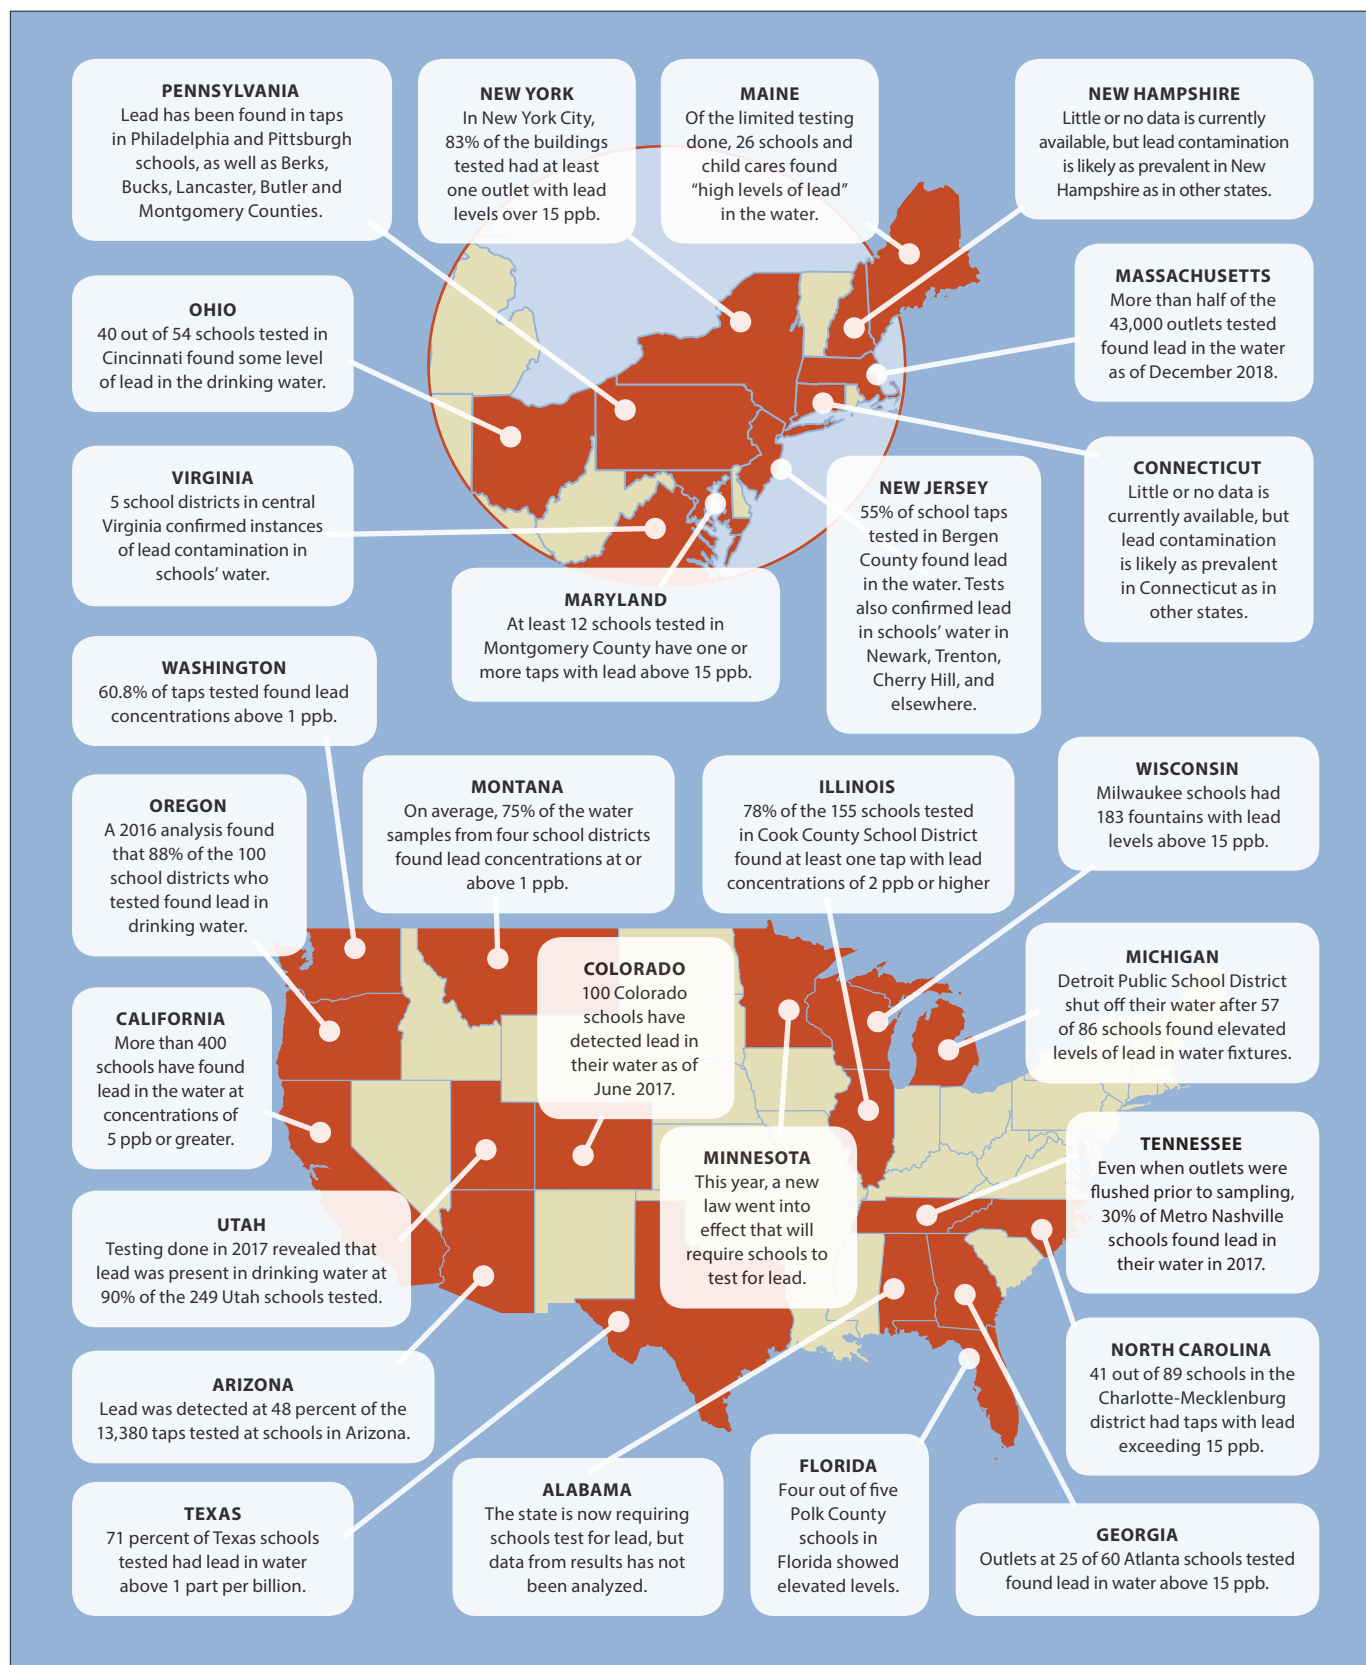 PENNSYLVANIA
Lead has been found in taps
in Philadelphia and Pittsburgh
schools, as well as Berks,
Bucks, Lancaster, Butler and
Montgomery Counties.
NEW YORK
In New York City,
83% of the buildings
tested had at least
one outlet with lead
levels over 15 ppb.
MAINE
Of the limited testing
done, 26 schools and
child cares found
“high levels of lead”
in the water.
NEW HAMPSHIRE
Little or no data is currently
available, but lead contamination
is likely as prevalent in New
Hampshire as in other states.
OHIO
40 out of 54 schools tested in
Cincinnati found some level
of lead in the drinking water.
MASSACHUSETTS
More than half of the
43,000 outlets tested
found lead in the water
as of December 2018.
VIRGINIA
5 school districts in central
Virginia confirmed instances
of lead contamination in
schools’ water.
NEW JERSEY
55% of school taps
tested in Bergen
County found lead
in the water. Tests
also confirmed lead
in schools’ water in
Newark, Trenton,
Cherry Hill, and
elsewhere.
CONNECTICUT
Little or no data is
currently available, but
lead contamination
is likely as prevalent
in Connecticut as in
other states.
MARYLAND
At least 12 schools tested in
Montgomery County have one or
more taps with lead above 15 ppb.
WASHINGTON
60.8% of taps tested found lead
concentrations above 1 ppb.
OREGON
A 2016 analysis found
that 88% of the 100
school districts who
tested found lead in
drinking water.
MONTANA
On average, 75% of the water
samples from four school districts
found lead concentrations at or
above 1 ppb.
ILLINOIS
78% of the 155 schools tested
in Cook County School District
found at least one tap with lead
concentrations of 2 ppb or higher
WISCONSIN
Milwaukee schools had
183 fountains with lead
levels above 15 ppb.
COLORADO
100 Colorado
schools have
detected lead in
their water as of
June 2017.
MICHIGAN
Detroit Public School District
shut off their water after 57
of 86 schools found elevated
levels of lead in water fixtures.
CALIFORNIA
More than 400
schools have found
lead in the water at
concentrations of
5 ppb or greater.
MINNESOTA
This year, a new
law went into
effect that will
require schools to
test for lead.
TENNESSEE
Even when outlets were
flushed prior to sampling,
30% of Metro Nashville
schools found lead in
their water in 2017.
UTAH
Testing done in 2017 revealed that
lead was present in drinking water at
90% of the 249 Utah schools tested.
ARIZONA
Lead was detected at 48 percent of the
13,380 taps tested at schools in Arizona.
NORTH CAROLINA
41 out of 89 schools in the
Charlotte-Mecklenburg
district had taps with lead
exceeding 15 ppb.
TEXAS
71 percent of Texas schools
tested had lead in water
above 1 part per billion.
ALABAMA
The state is now requiring
schools test for lead, but
data from results has not
been analyzed.
FLORIDA
Four out of five
Polk County
schools in
Florida showed
elevated levels.
GEORGIA
Outlets at 25 of 60 Atlanta schools tested
found lead in water above 15 ppb.